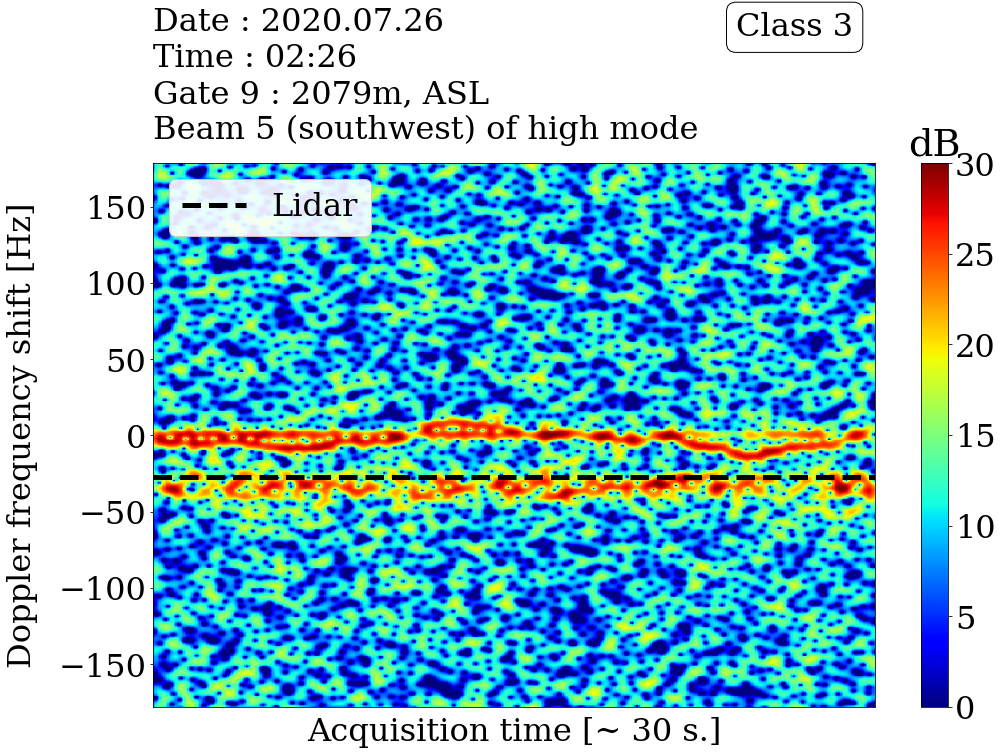 Date : 2020.07.26
Class 3
Time : 02:26
Gate 9 : 2079m, ASL
Beam 5 (southwest) of high mode
dB
Lidar
Doppler frequency shift [Hz]
150
100
50
0
−50
−100
−150
30
25
20
15
10
5
0
Acquisition time [~ 30 s.]